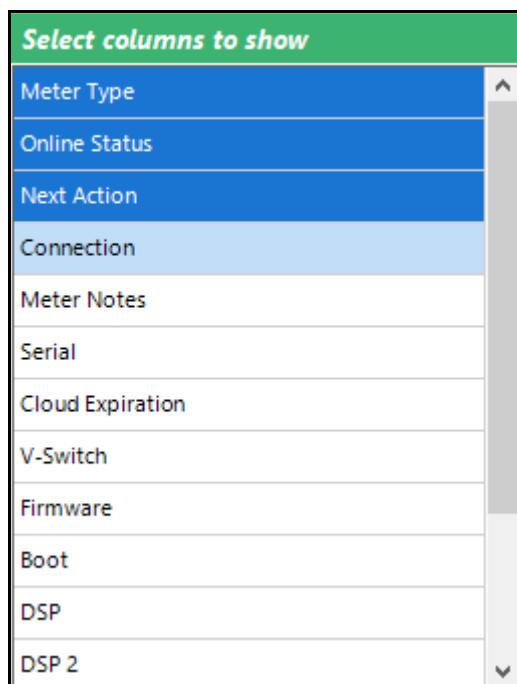 Select columns to show
Meter Type
Online Status
Next Action
Connection
Meter Notes
Serial
Cloud Expiration
V-Switch
Firmware
Boot
DSP
DSP 2